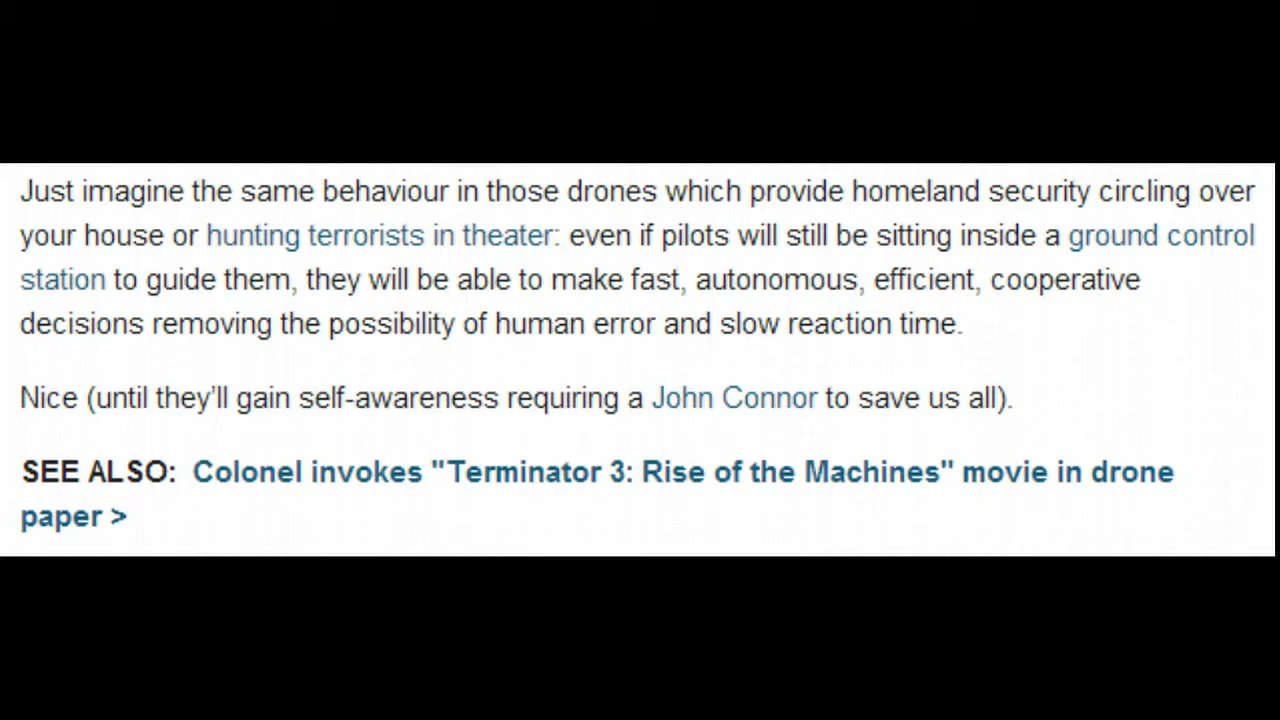 Just imagine the same behaviour in those drones which provide homeland security circling over
your house or hunting terrorists in theater: even if pilots will still be sitting inside a ground control
station to guide them, they will be able to make fast, autonomous, efficient, cooperative
decisions removing the possibility of human error and slow reaction time.
Nice (until they’ll gain self-awareness requiring a John Connor to save us all).
SEE ALSO: Colonel invokes "Terminator 3: Rise of the Machines" movie in drone
paper >